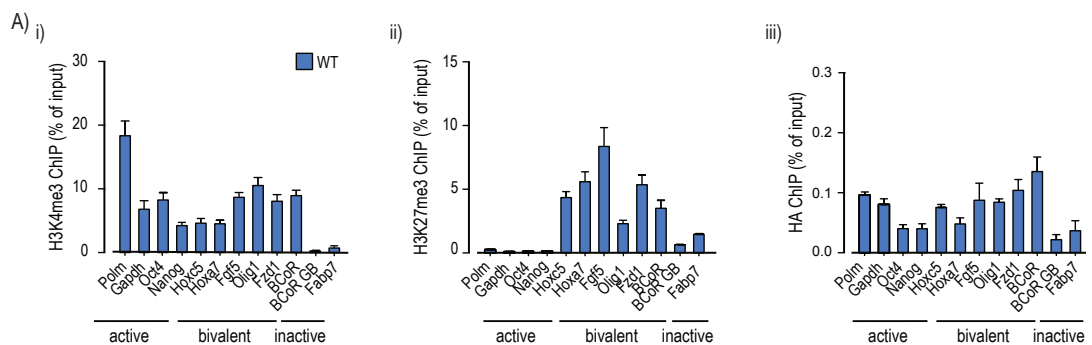 A)
i)
H3K4me3 ChIP (% of input)
30
20
10
0
WT
Polm
Gapdh
Oct4
Nanog
Hoxc5
Hoxa7
Fgf5
Olig1
Fzd1
BCoR
BCoR GB
Fabp7
active
bivalent
inactive
ii)
H3K27me3 ChIP (% of input)
15
10
5
0
Polm
Gapdh
Oct4
Nanog
Hoxc5
Hoxa7
Fgf5
Olig1
Fzd1
BCoR
BCoR GB
Fabp7
active
bivalent
inactive
iii)
HA ChIP (% of input)
0.3
0.2
0.1
0.0
Polm
Gapdh
Oct4
Nanog
Hoxc5
Hoxa7
Fgf5
Olig1
Fzd1
BCoR
BCoR GB
Fabp7
active
bivalent
inactive